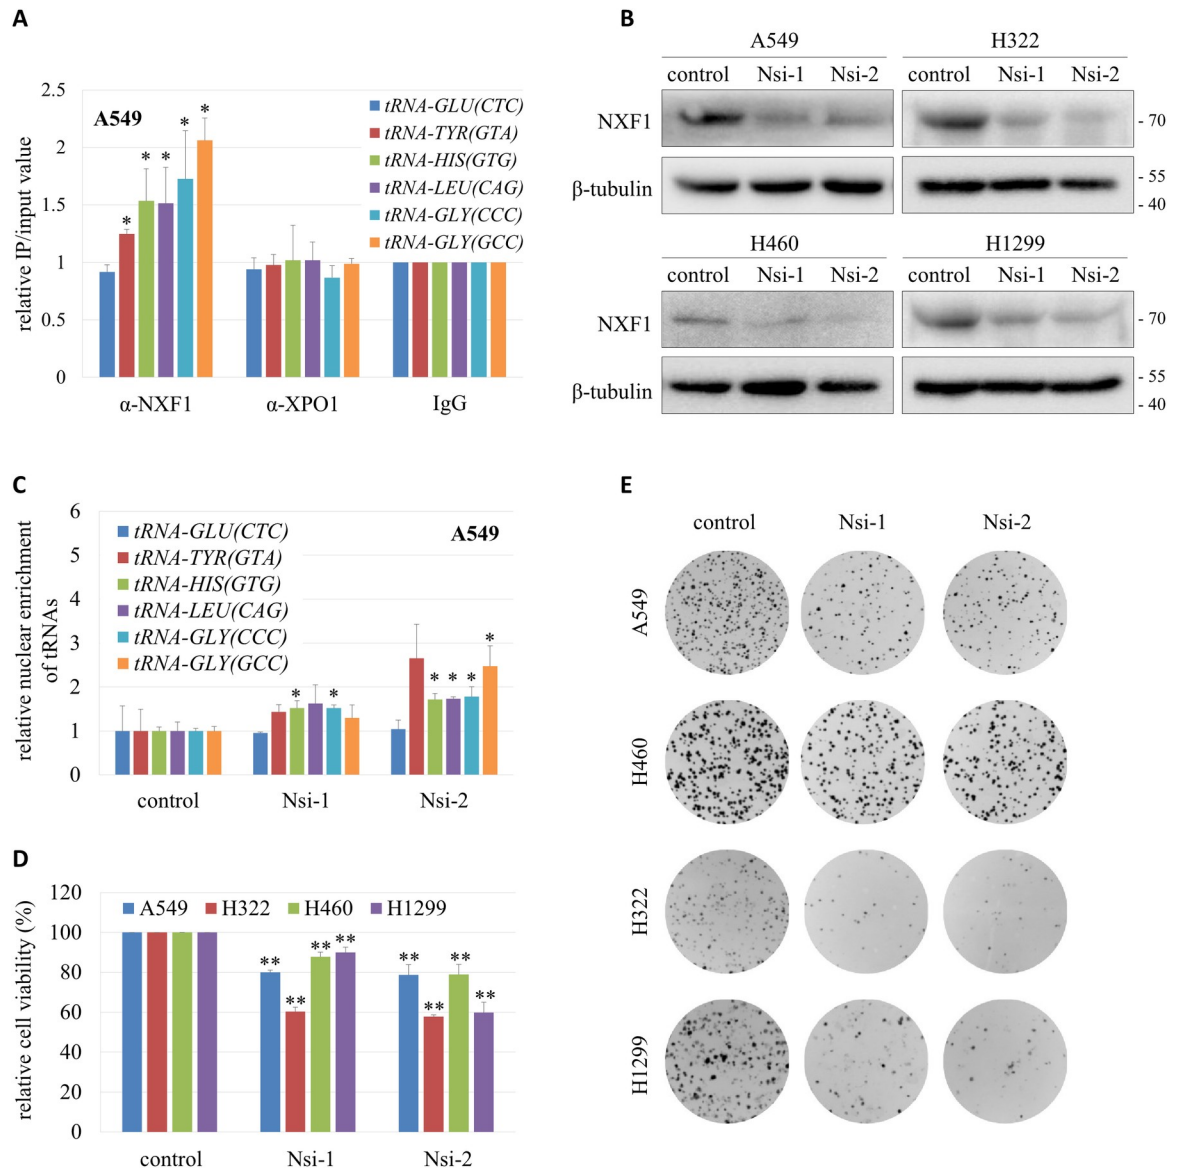 A
2.5
2
1.5
1
0.5
0
relative IP/input value
A549
*
*
*
*
*
tRNA-GLU(CTC)
tRNA-TYR(GTA)
tRNA-HIS(GTG)
tRNA-LEU(CAG)
tRNA-GLY(CCC)
tRNA-GLY(GCC)
α-NXF1 α-XPO1 IgG
B
A549 H322
control Nsi-1 Nsi-2 control Nsi-1 Nsi-2
NXF1 - 70
β-tubulin - 55
- 40
H460 H1299
control Nsi-1 Nsi-2 control Nsi-1 Nsi-2
NXF1 - 70
β-tubulin - 55
- 40
C
6
5
4
3
2
1
0
relative nuclear enrichment
of tRNAs
tRNA-GLU(CTC)
tRNA-TYR(GTA)
tRNA-HIS(GTG)
tRNA-LEU(CAG)
tRNA-GLY(CCC)
tRNA-GLY(GCC)
A549
* *
* * * *
control Nsi-1 Nsi-2
D
120
100
80
60
40
20
0
relative cell viability (%)
A549 H322 H460 H1299
** ** ** **
** ** ** **
control Nsi-1 Nsi-2
E
control Nsi-1 Nsi-2
A549
H460
H322
H1299